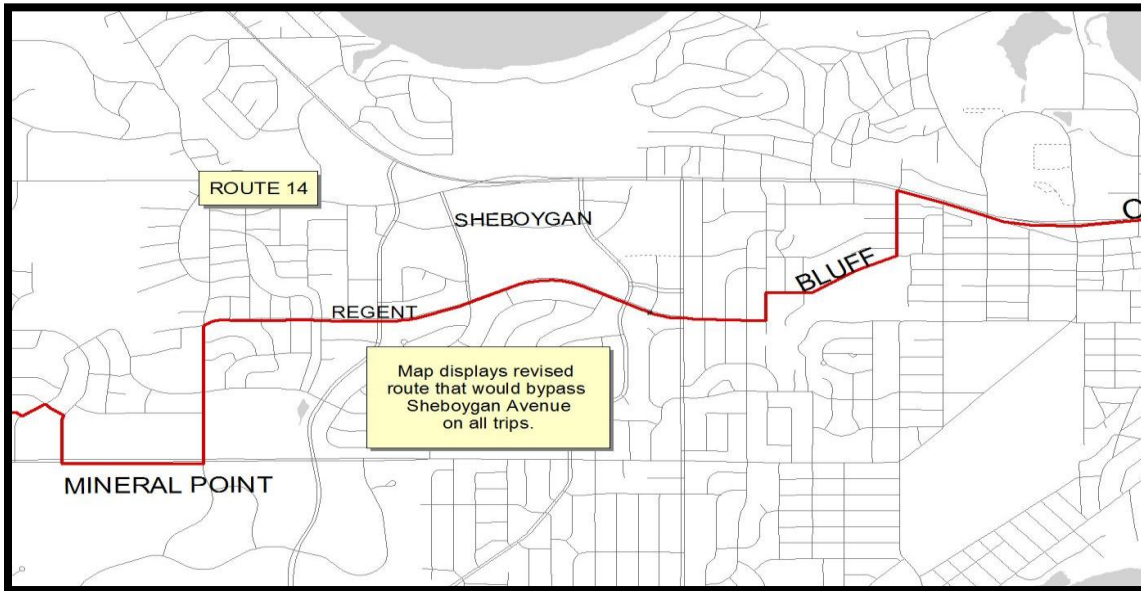 ROUTE 14
SHEBOYGAN
BLUFF
REGENT
Map displays revised
route that would bypass
Sheboygan Avenue
on all trips.
MINERAL POINT